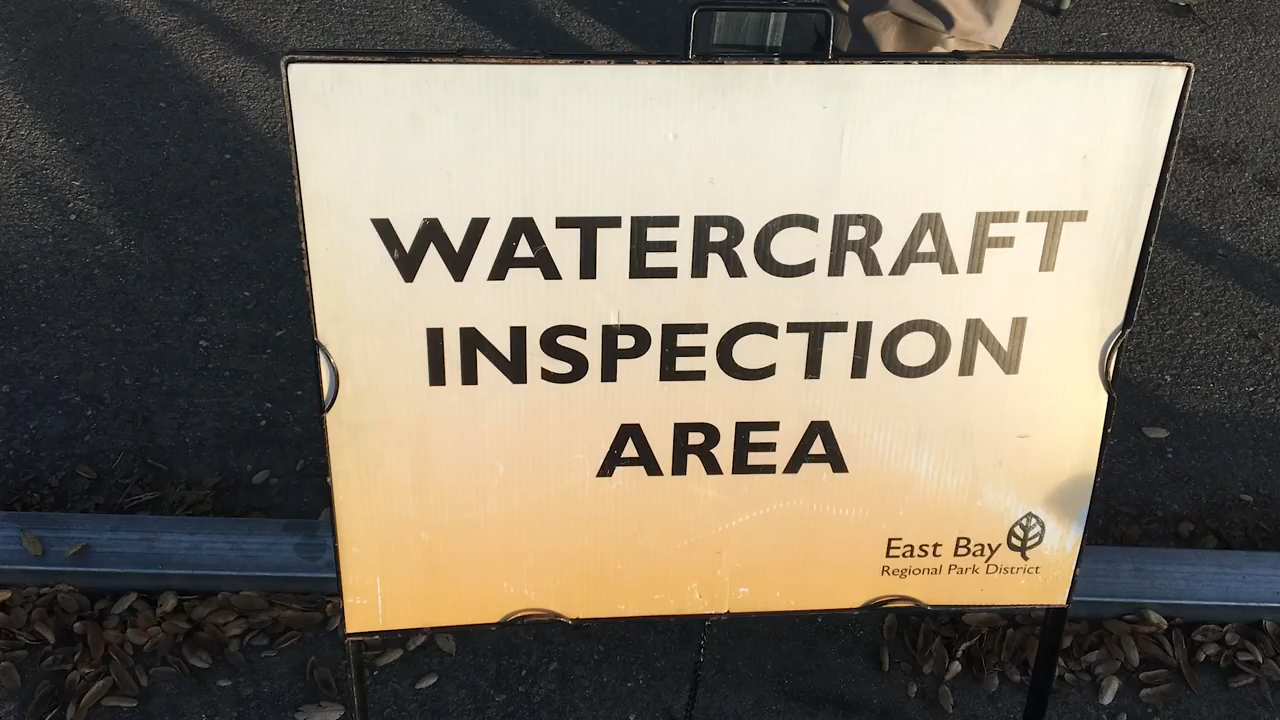 WATERCRAFT
INSPECTION
AREA
East Bay
Regional Park District